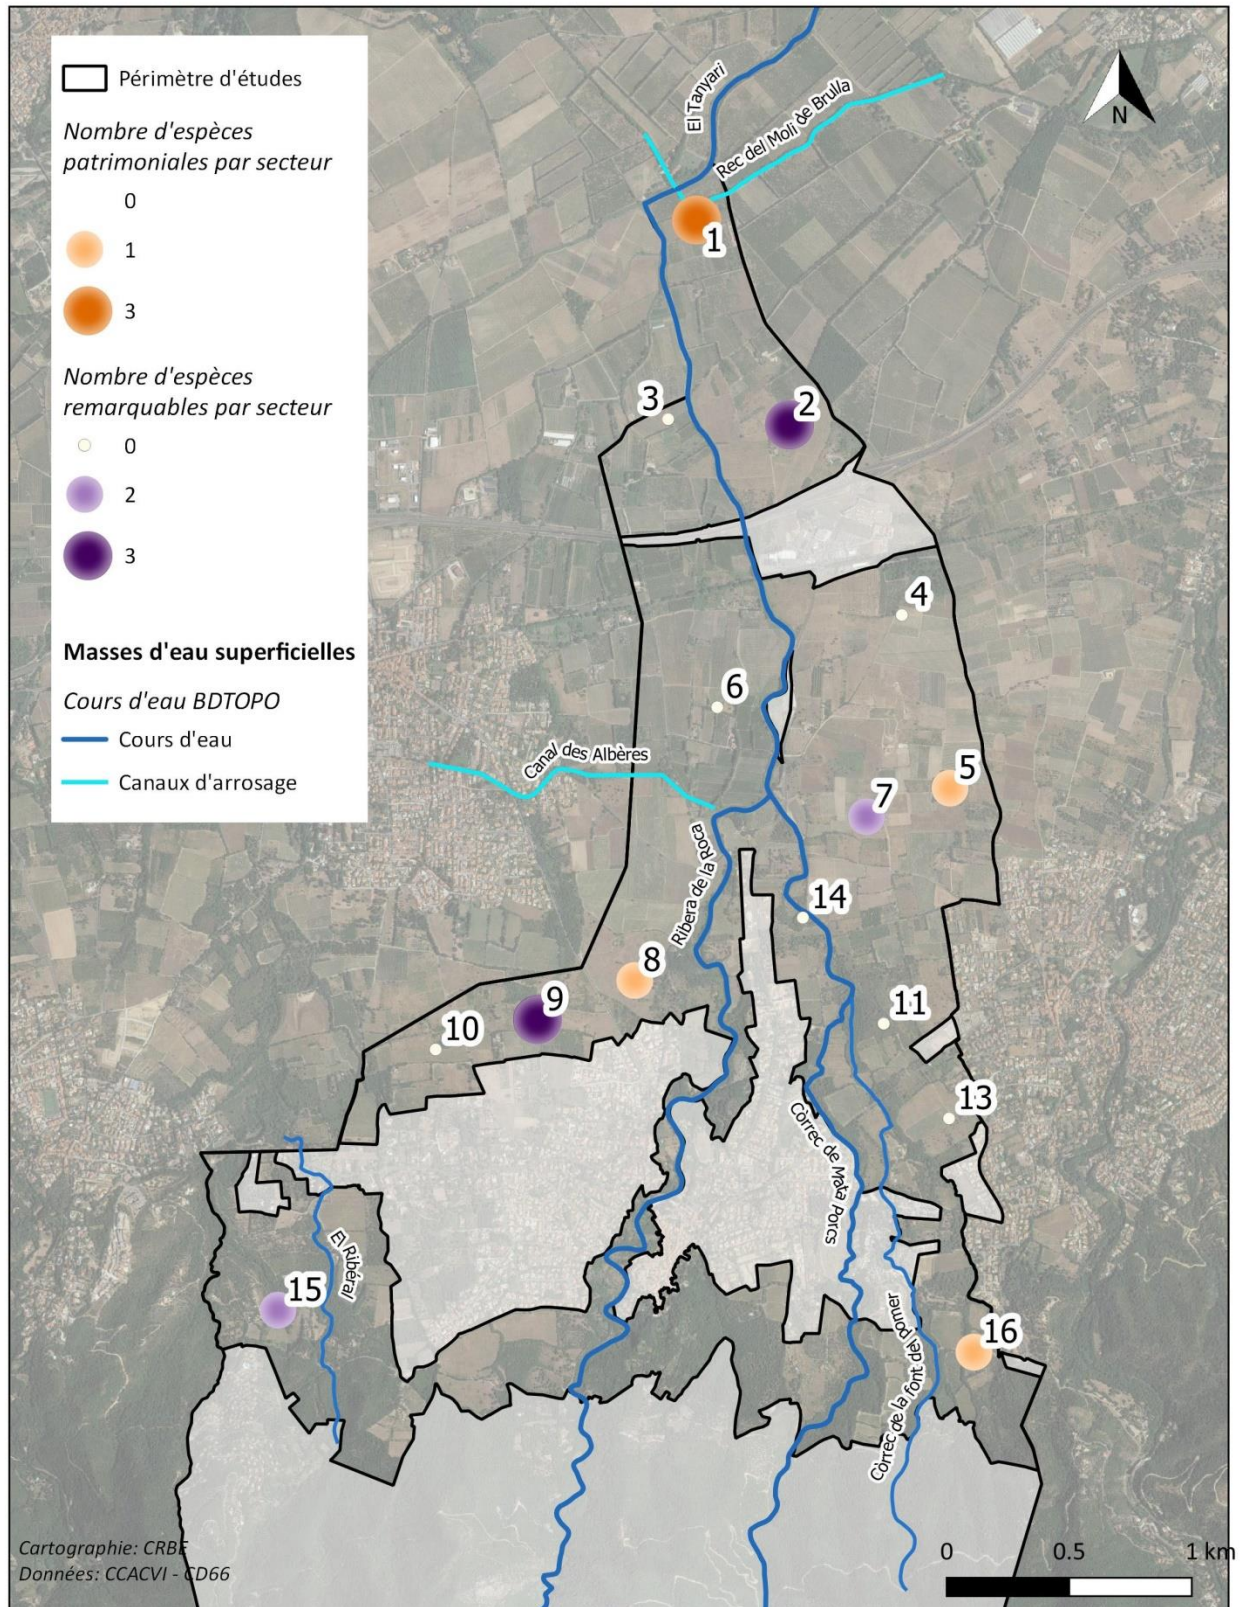 Périmètre d'études
Nombre d'espèces
patrimoniales par secteur
0
1
3
Nombre d'espèces
remarquables par secteur
0
2
3
Masses d'eau superficielles
Cours d'eau BDTOPO
Cours d'eau
Canaux d'arrosage
El Tanyari
Rec del Moli de Brulla
N
1
2
3
4
6
Canal des Albères
5
7
Ribera de la Roca
14
8
9
10
11
13
Còrrec de Mata Porcs
El Ribéral
15
16
Còrrec de la font del pomer
Cartographie: CRBE
Données: CCACVI - CD66
0 0.5 1 km